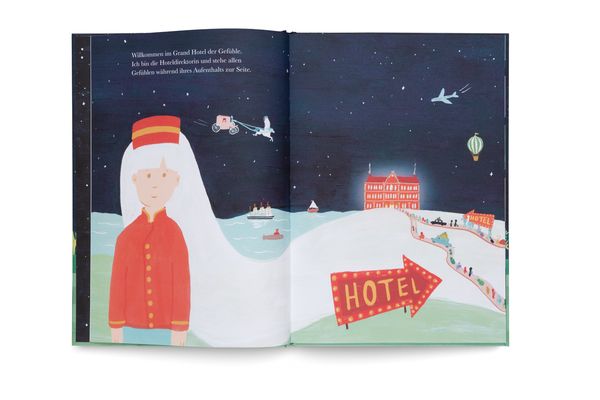 Willkommen im Grand Hotel der Gefühle.
Ich bin die Hoteldirektorin und stehe allen
Gefühlen während ihres Aufenthalts zur Seite.
HOTEL
HOTEL